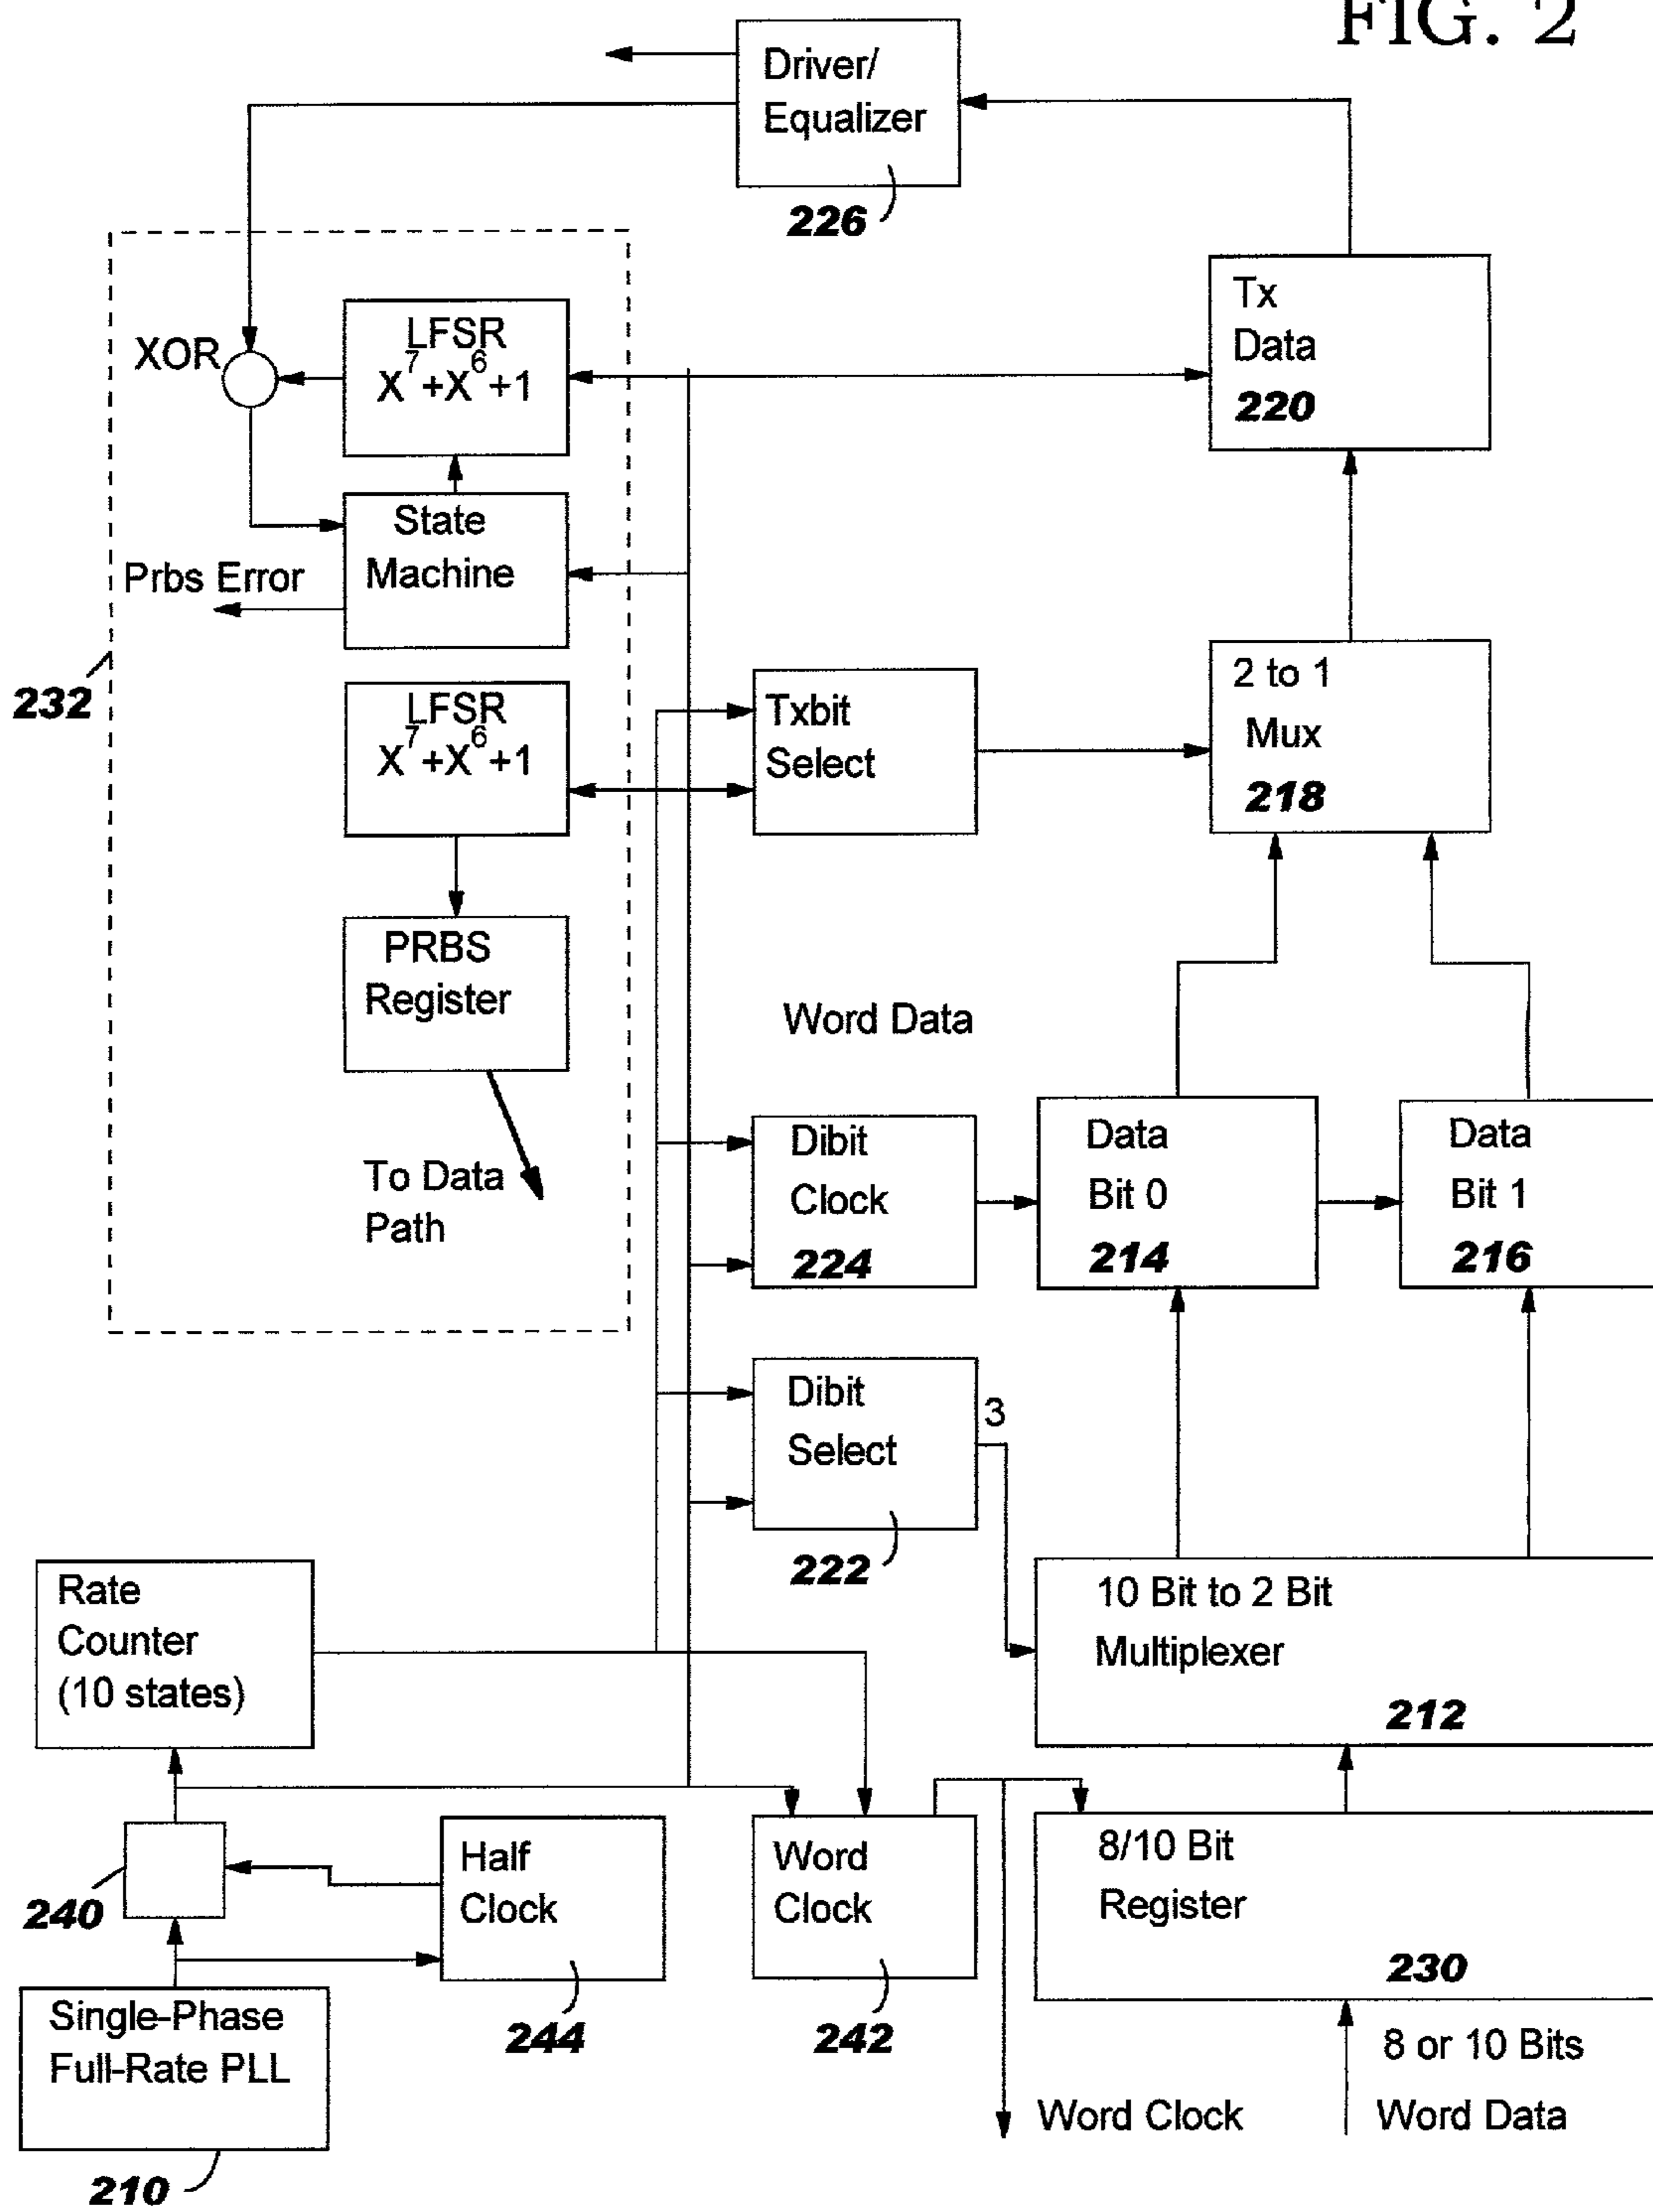 FIG. 2
Driver/
Equalizer
226
Tx
Data
220
XOR
LFSR
X⁷+X⁶+1
State
Machine
Prbs Error
232
LFSR
X⁷+X⁶+1
Txbit
Select
2 to 1
Mux
218
PRBS
Register
Word Data
To Data
Path
Dibit
Clock
224
Data
Bit 0
214
Data
Bit 1
216
Dibit
Select
3
222
10 Bit to 2 Bit
Multiplexer
212
Rate
Counter
(10 states)
240
Half
Clock
244
Word
Clock
242
8/10 Bit
Register
230
Single-Phase
Full-Rate PLL
210
8 or 10 Bits
Word Clock
Word Data